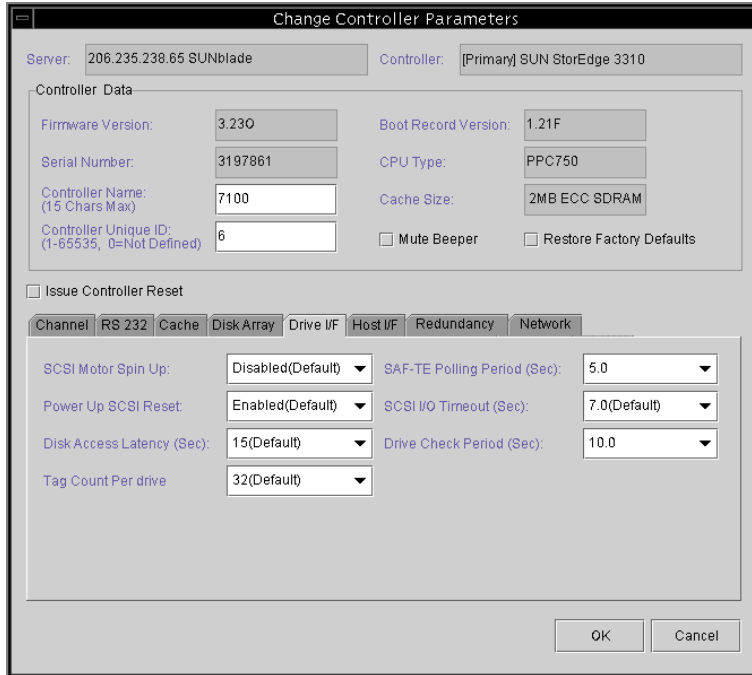 Change Controller Parameters
Server: 206.235.238.65 SUNblade Controller: [Primary] SUN StorEdge 3310
Controller Data
Firmware Version: 3.23Q Boot Record Version: 1.21F
Serial Number: 3197861 CPU Type: PPC750
Controller Name: 7100 Cache Size: 2MB ECC SDRAM
(15 Chars Max)
Controller Unique ID: 6 Mute Beeper Restore Factory Defaults
(1-65535, 0=Not Defined)
Issue Controller Reset
Channel RS 232 Cache Disk Array Drive I/F Host I/F Redundancy Network
SCSI Motor Spin Up: Disabled(Default) SAF-TE Polling Period (Sec): 5.0
Power Up SCSI Reset: Enabled(Default) SCSI I/O Timeout (Sec): 7.0(Default)
Disk Access Latency (Sec): 15(Default) Drive Check Period (Sec): 10.0
Tag Count Per drive 32(Default)
OK Cancel